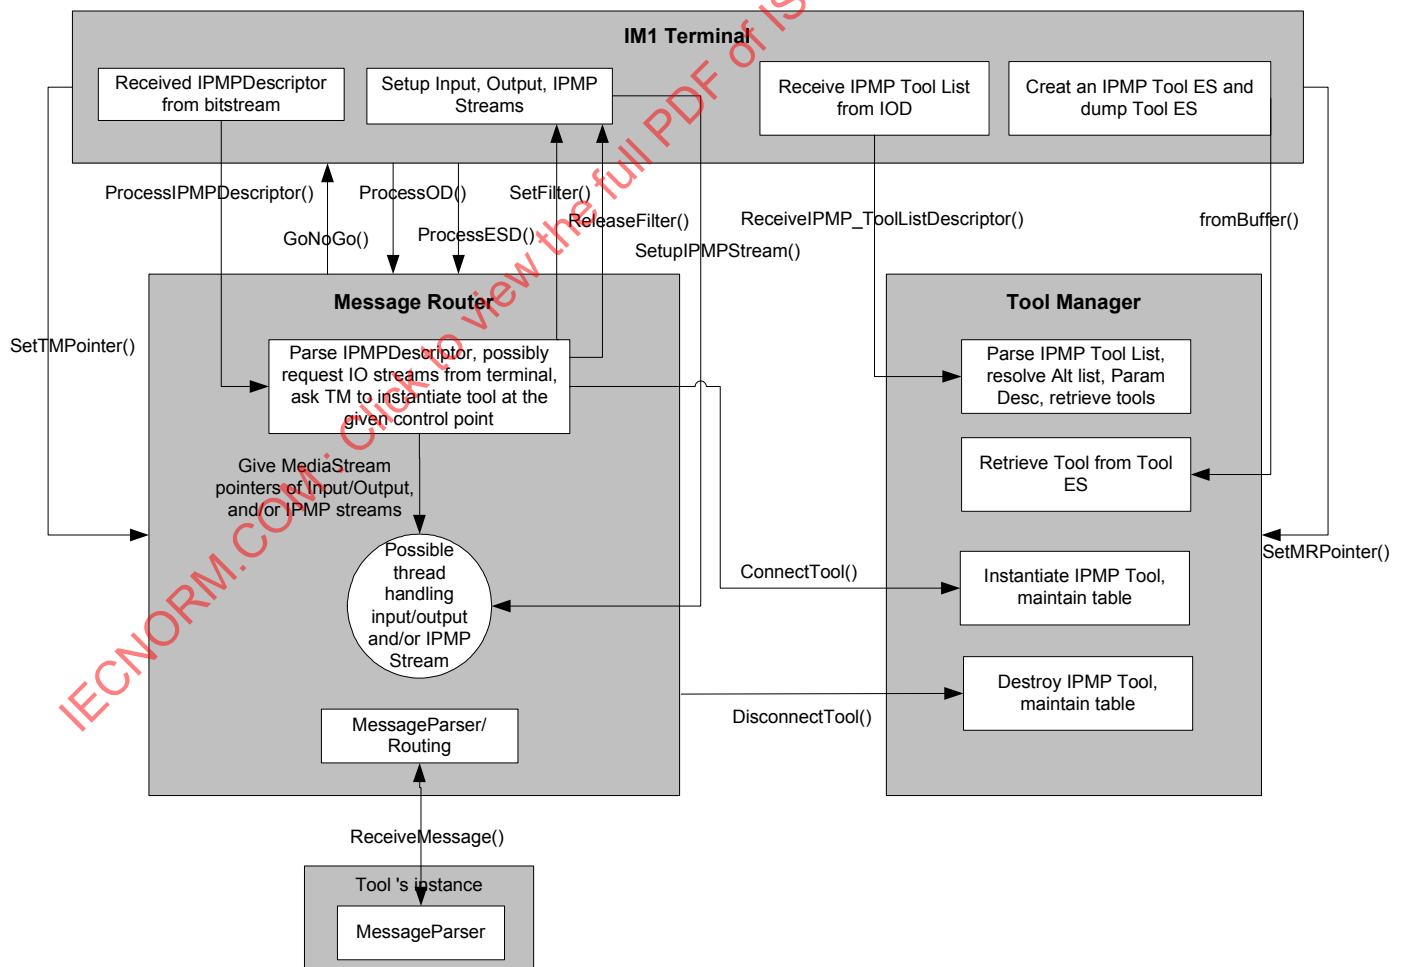 IM1 Terminal
Received IPMPDescriptor
from bitstream
Setup Input, Output, IPMP
Streams
Receive IPMP Tool List
from IOD
Creat an IPMP Tool ES and
dump Tool ES
ProcessIPMPDescriptor()
GoNoGo()
ProcessOD()
ProcessESD()
SetFilter()
ReleaseFilter()
SetupIPMPStream()
ReceiveIPMP_ToolListDescriptor()
fromBuffer()
SetTMPointer()
Message Router
Parse IPMPDescriptor, possibly
request IO streams from terminal,
ask TM to instantiate tool at the
given control point
Give MediaStream
pointers of Input/Output,
and/or IPMP streams
Possible
thread
handling
input/output
and/or IPMP
Stream
MessageParser/
Routing
Tool Manager
Parse IPMP Tool List,
resolve Alt list, Param
Desc, retrieve tools
Retrieve Tool from Tool
ES
SetMRPointer()
ConnectTool()
Instantiate IPMP Tool,
maintain table
DisconnectTool()
Destroy IPMP Tool,
maintain table
ReceiveMessage()
Tool 's instance
MessageParser
IECNORM.COM : Click to view the full PDF of IS